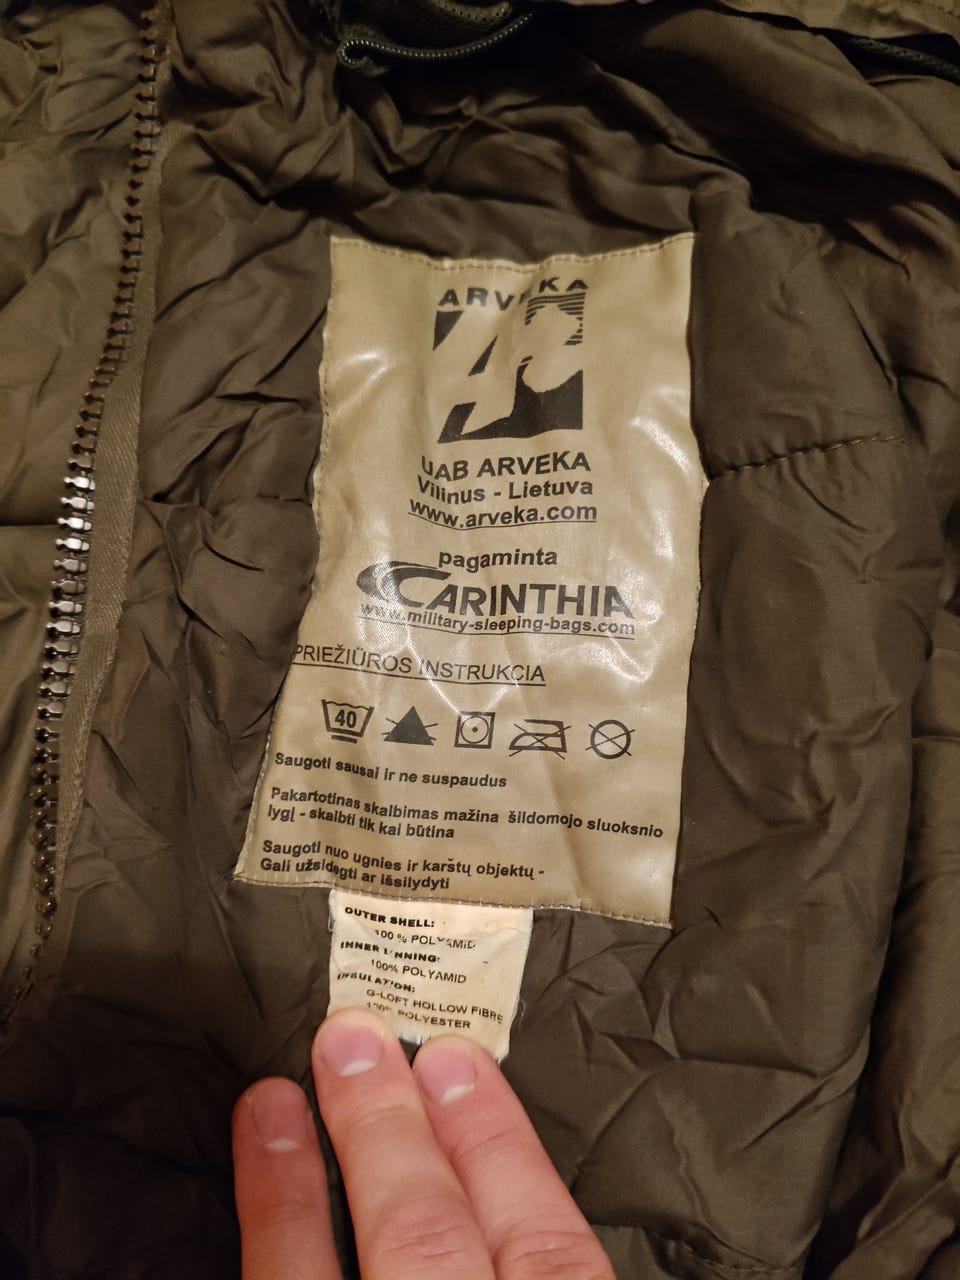 ARVEKA
UAB ARVEKA
Vilinus - Lietuva
www.arveka.com
pagaminta
CARINTHIA
www.military-sleeping-bags.com
PRIEŽIŪROS INSTRUKCIA
40
Saugoti sausai ir ne suspaudus
Pakartotinas skalbimas mažina šildomojo sluoksnio
lygį - skalbti tik kai būtina
Saugoti nuo ugnies ir karštų objektų -
Gali užsidegti ar išsilydyti
OUTER SHELL:
100 % POLYAMID
INNER LINNING:
100% POLYAMID
INSULATION:
G-LOFT HOLLOW FIBRE
100% POLYESTER